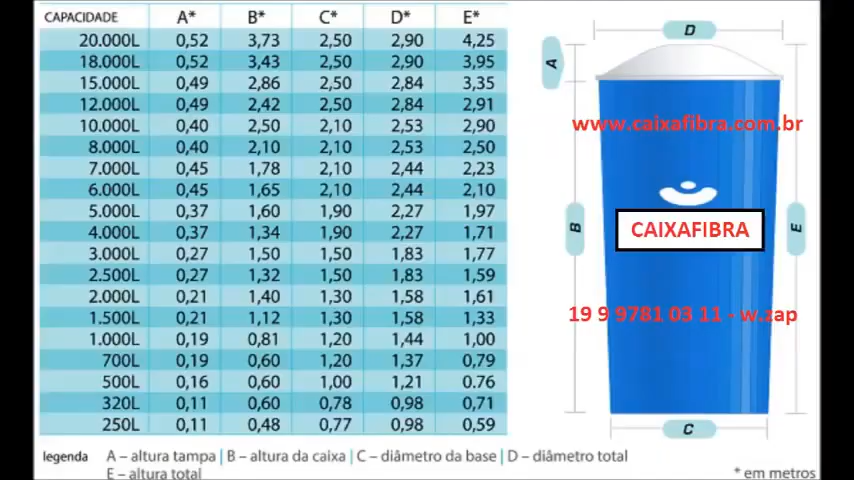 CAPACIDADE A* B* C* D* E*
20.000L 0,52 3,73 2,50 2,90 4,25
18.000L 0,52 3,43 2,50 2,90 3,95
15.000L 0,49 2,86 2,50 2,84 3,35
12.000L 0,49 2,42 2,50 2,84 2,91
10.000L 0,40 2,50 2,10 2,53 2,90
8.000L 0,40 2,10 2,10 2,53 2,50
7.000L 0,45 1,78 2,10 2,44 2,23
6.000L 0,45 1,65 2,10 2,44 2,10
5.000L 0,37 1,60 1,90 2,27 1,97
4.000L 0,37 1,34 1,90 2,27 1,71
3.000L 0,27 1,50 1,50 1,83 1,77
2.500L 0,27 1,32 1,50 1,83 1,59
2.000L 0,21 1,40 1,30 1,58 1,61
1.500L 0,21 1,12 1,30 1,58 1,33
1.000L 0,19 0,81 1,20 1,44 1,00
700L 0,19 0,60 1,20 1,37 0,79
500L 0,16 0,60 1,00 1,21 0.76
320L 0,11 0,60 0,78 0,98 0,71
250L 0,11 0,48 0,77 0,98 0,59
legenda A – altura tampa | B – altura da caixa | C – diâmetro da base | D – diâmetro total
E – altura total
D
A
www.caixafibra.com.br
B
CAIXAFIBRA
E
19 9 9781 03 11 - w.zap
C
* em metros